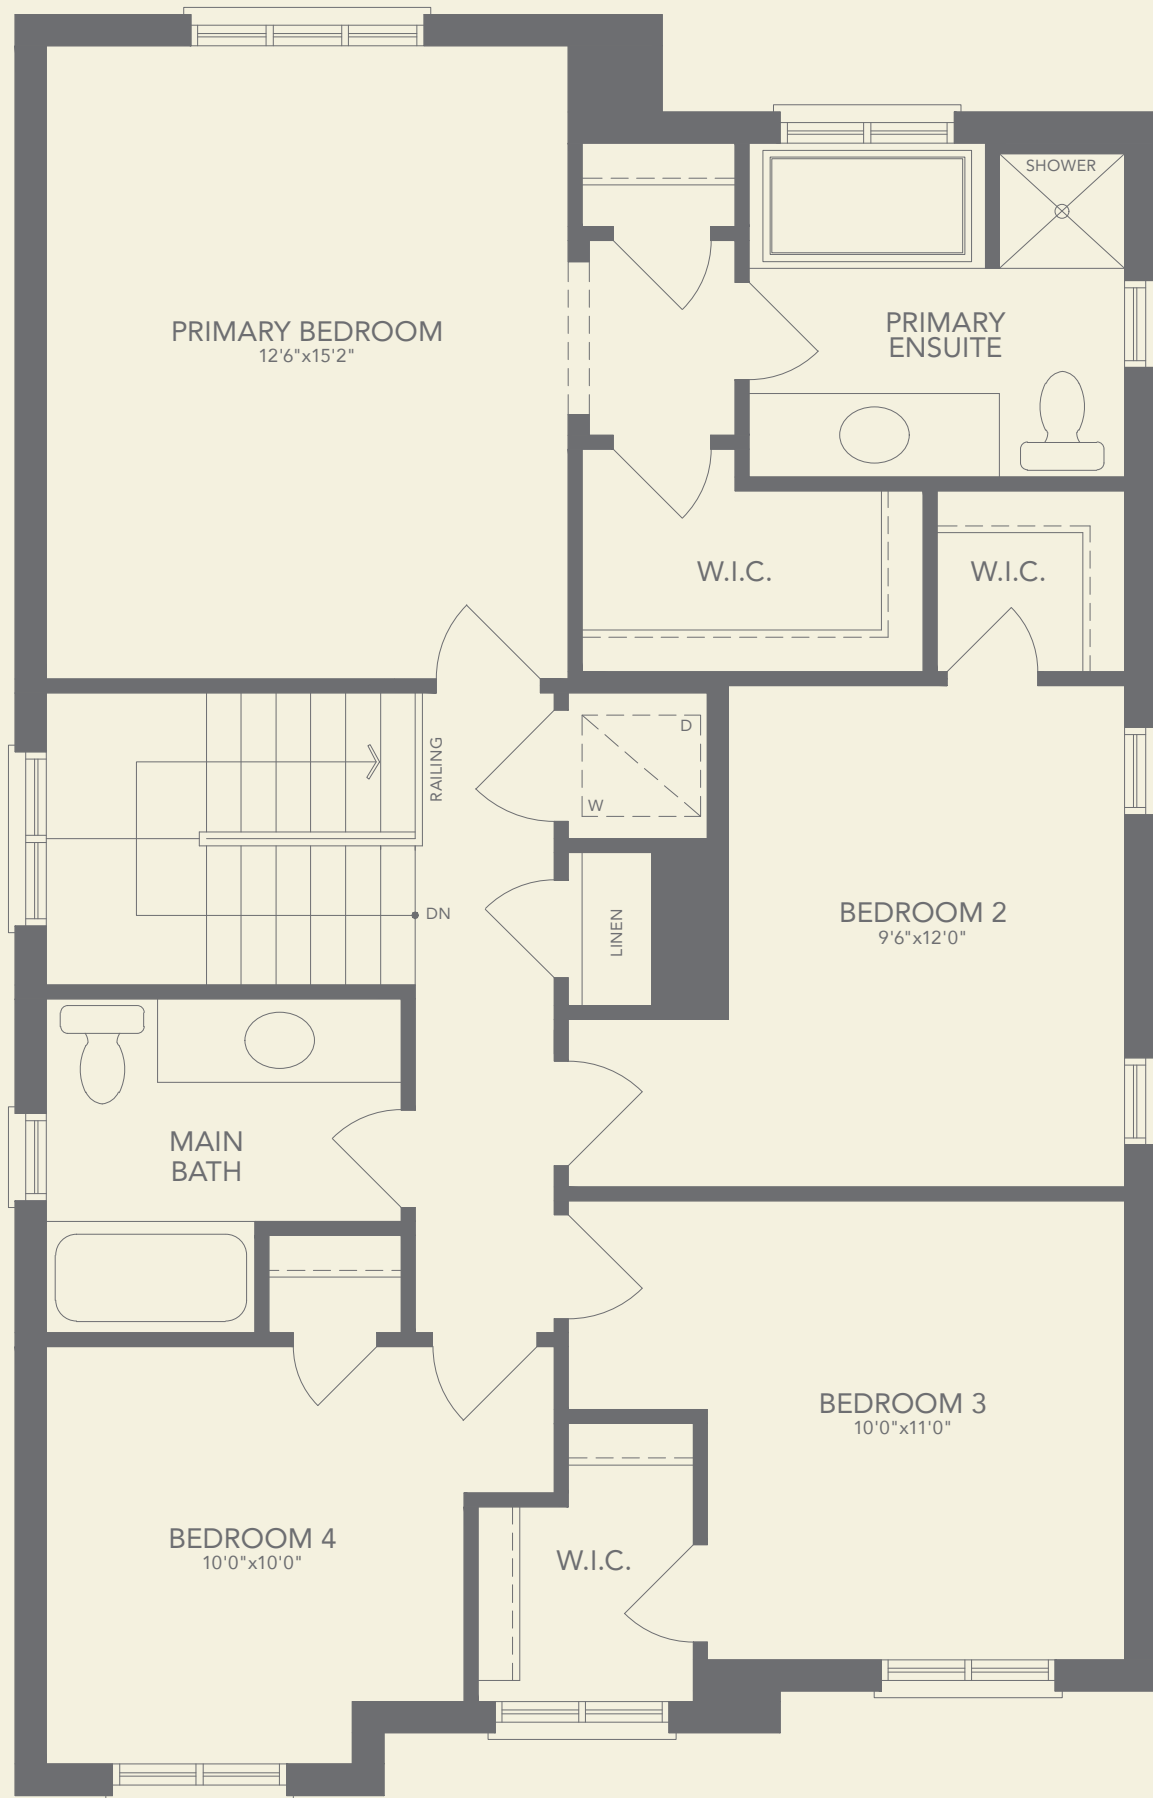 SHOWER
PRIMARY BEDROOM
12'6"x15'2"
PRIMARY
ENSUITE
W.I.C.
W.I.C.
RAILING
D
W
DN
LINEN
BEDROOM 2
9'6"x12'0"
MAIN
BATH
BEDROOM 3
10'0"x11'0"
BEDROOM 4
10'0"x10'0"
W.I.C.